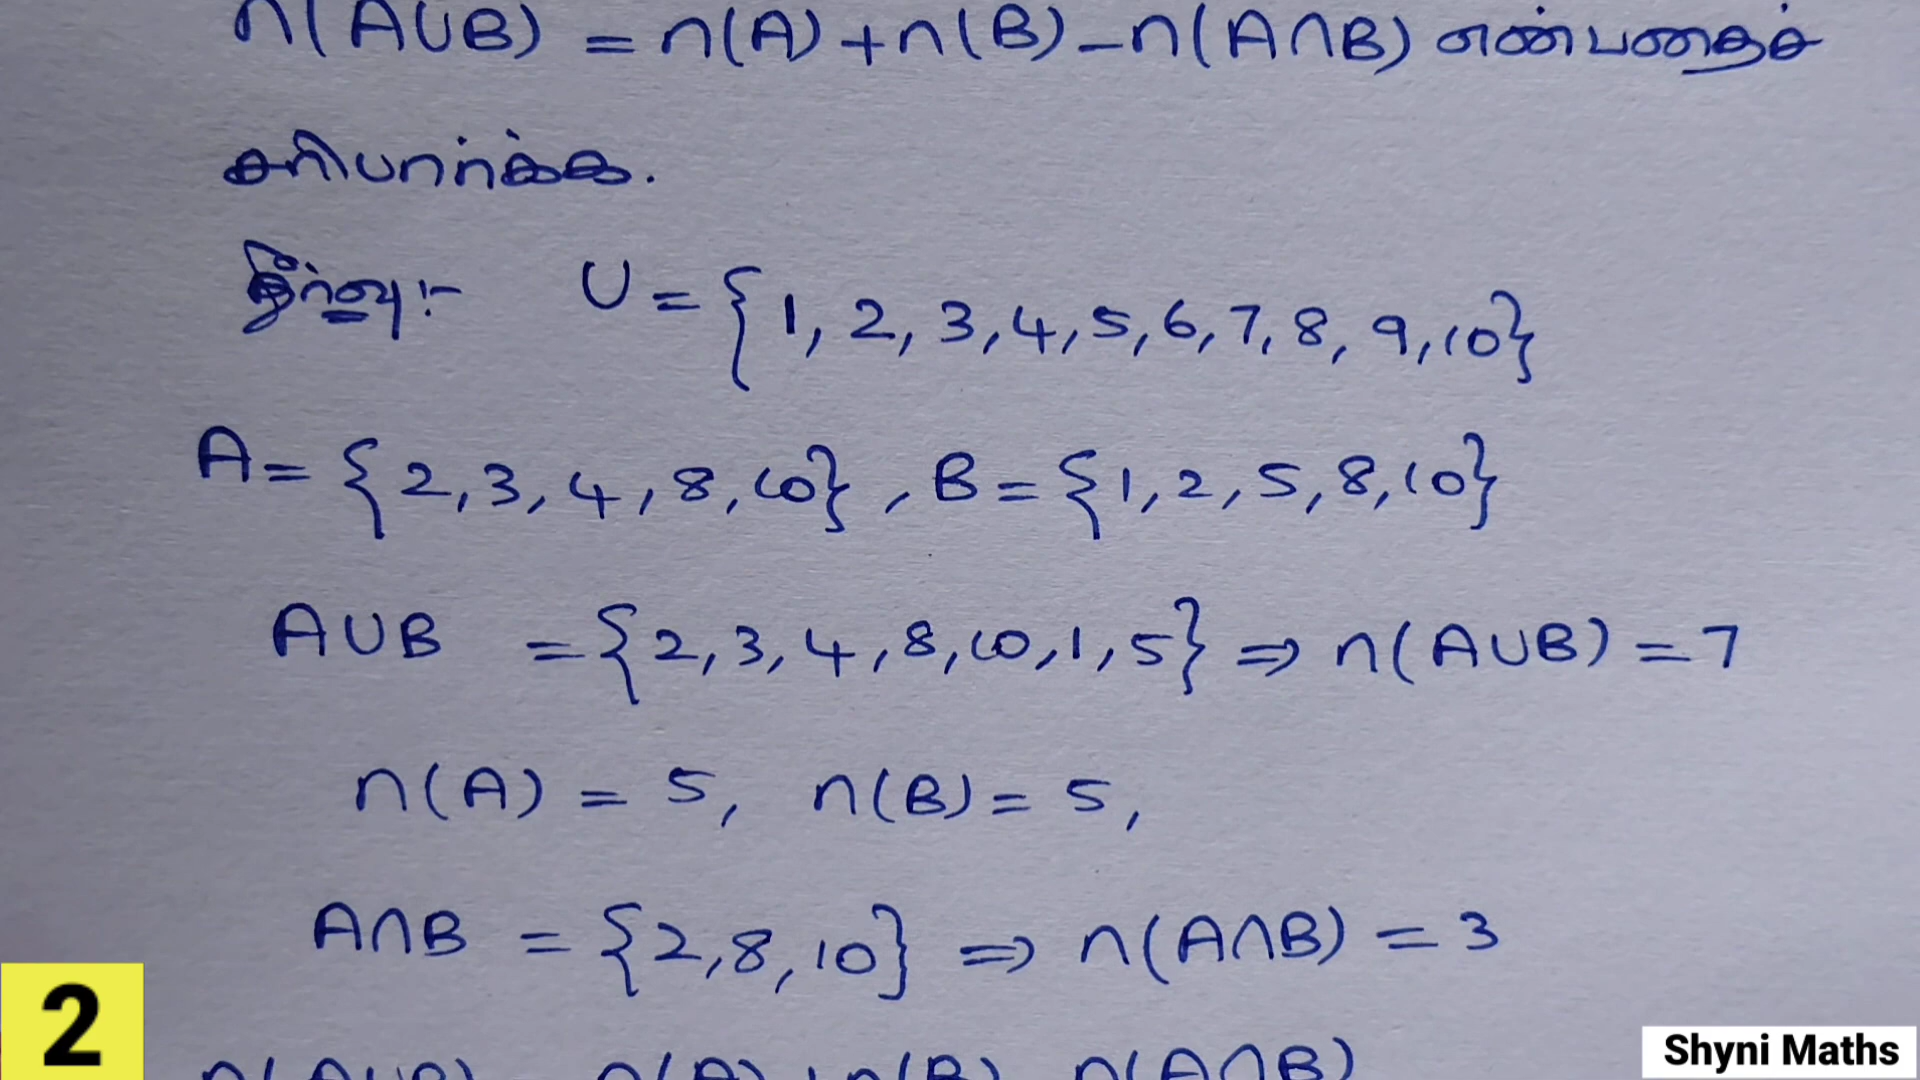 n(A∪B) = n(A)+n(B)-n(A∩B) என்பதைச்
சரிபார்க்க.
தீர்வு:- U = {1, 2, 3, 4, 5, 6, 7, 8, 9, 10}
A = {2, 3, 4, 8, 10}, B = {1, 2, 5, 8, 10}
A∪B = {2, 3, 4, 8, 10, 1, 5} ⇒ n(A∪B) = 7
n(A) = 5, n(B) = 5,
A∩B = {2, 8, 10} ⇒ n(A∩B) = 3
n(A∪B) n(A)+n(B) n(A∩B)
2
Shyni Maths